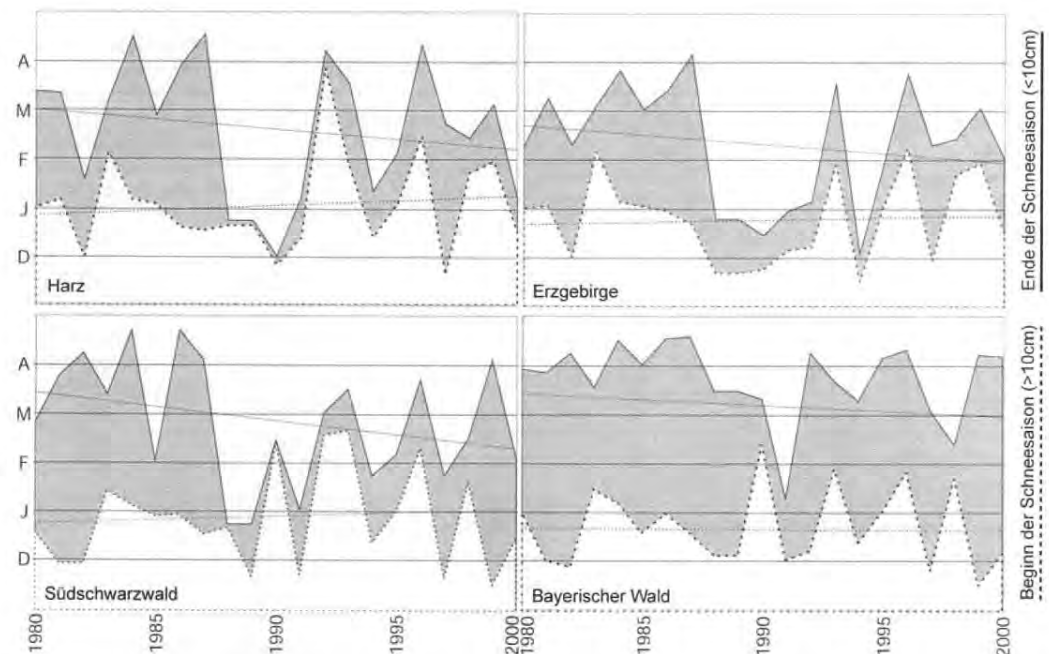 A
M
F
J
D
Harz
Erzgebirge
Ende der Schneesaison (<10cm)
A
M
F
J
D
Südschwarzwald
Bayerischer Wald
Beginn der Schneesaison (>10cm)
1980
1985
1990
1995
2000
1980
1985
1990
1995
2000